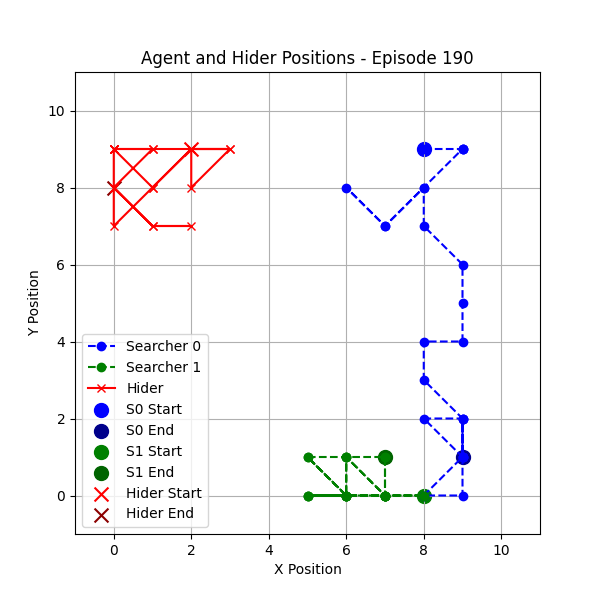 Agent and Hider Positions - Episode 190
Y Position
10
8
6
4
2
0
Searcher 0
Searcher 1
Hider
S0 Start
S0 End
S1 Start
S1 End
Hider Start
Hider End
0 2 4 6 8 10
X Position